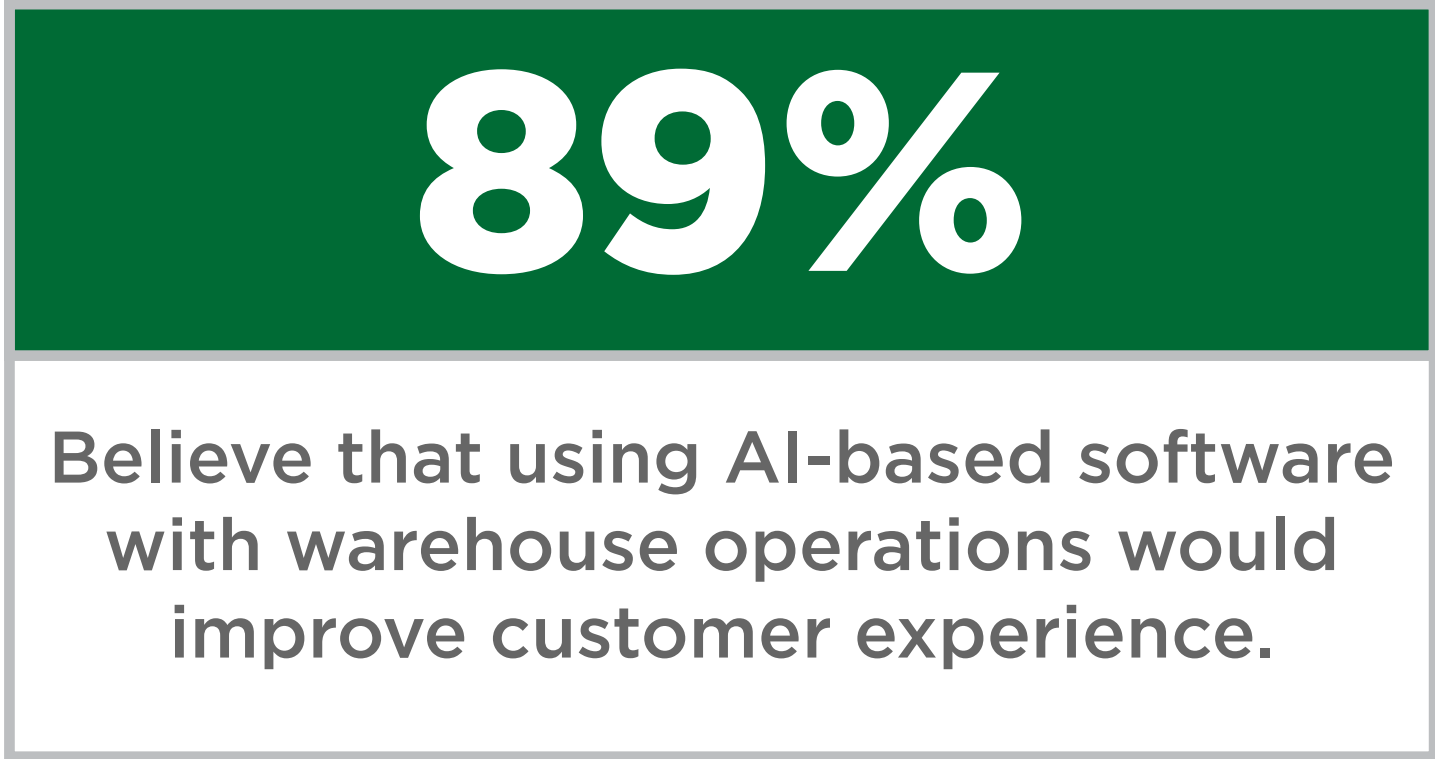 89%
Believe that using AI-based software
with warehouse operations would
improve customer experience.